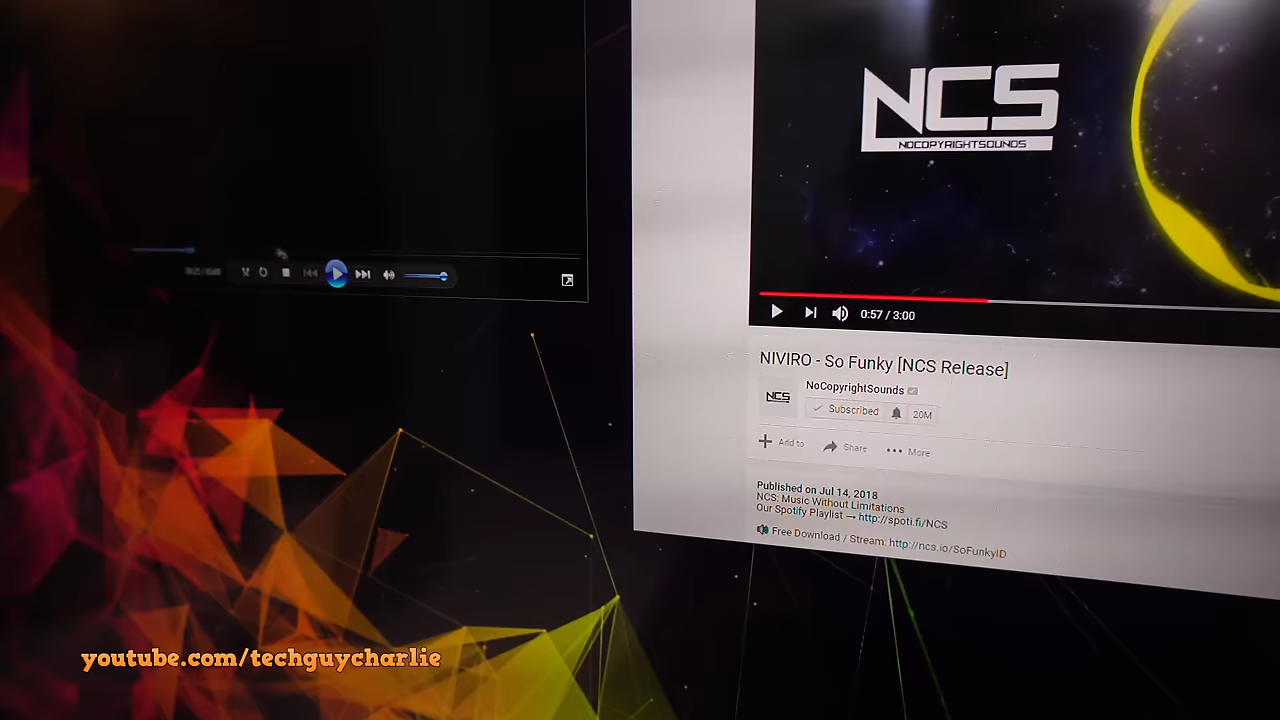 NCS
NOCOPYRIGHTSOUNDS
0:57 / 3:00
NIVIRO - So Funky [NCS Release]
NCS
NoCopyrightSounds
Subscribed 20M
Add to Share More
Published on Jul 14, 2018
NCS: Music Without Limitations
Our Spotify Playlist → http://spoti.fi/NCS
Free Download / Stream: http://ncs.io/SoFunkyID
youtube.com/techguycharlie